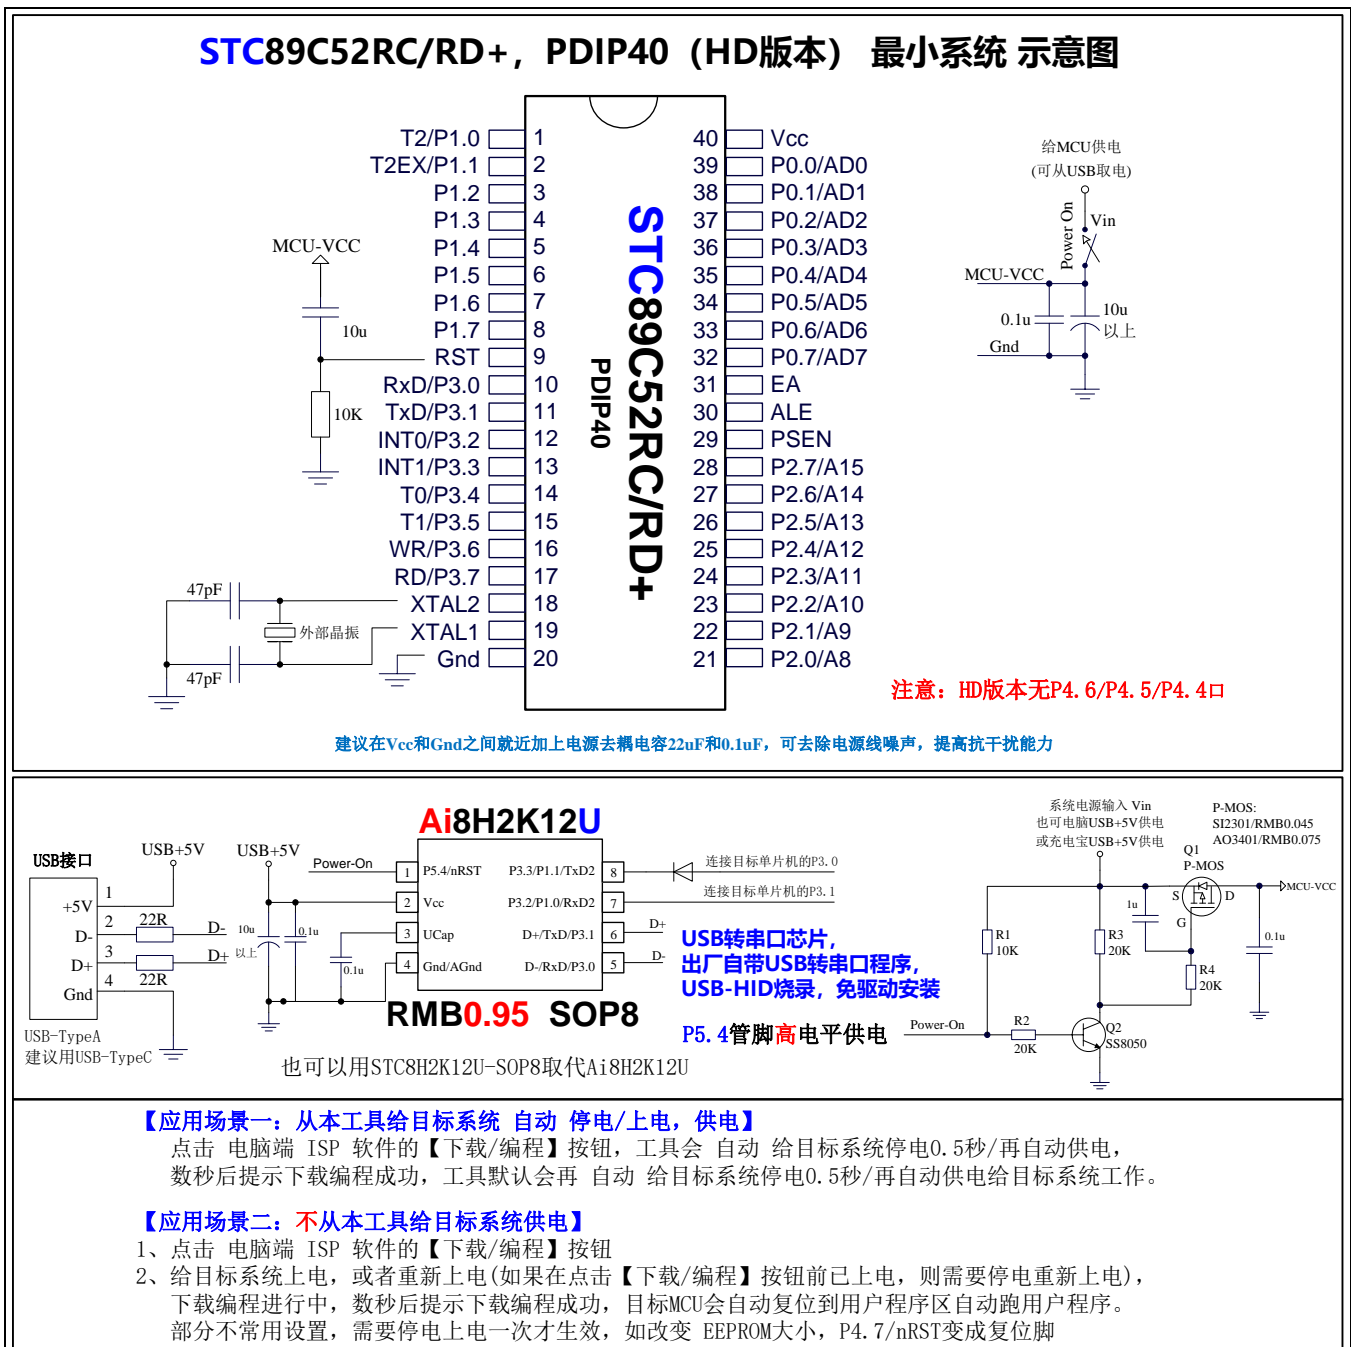 STC89C52RC/RD+，PDIP40（HD版本） 最小系统 示意图
T2/P1.0 1
T2EX/P1.1 2
P1.2 3
P1.3 4
P1.4 5
P1.5 6
P1.6 7
P1.7 8
RST 9
RxD/P3.0 10
TxD/P3.1 11
INT0/P3.2 12
INT1/P3.3 13
T0/P3.4 14
T1/P3.5 15
WR/P3.6 16
RD/P3.7 17
XTAL2 18
XTAL1 19
Gnd 20
STC89C52RC/RD+
PDIP40
40 Vcc
39 P0.0/AD0
38 P0.1/AD1
37 P0.2/AD2
36 P0.3/AD3
35 P0.4/AD4
34 P0.5/AD5
33 P0.6/AD6
32 P0.7/AD7
31 EA
30 ALE
29 PSEN
28 P2.7/A15
27 P2.6/A14
26 P2.5/A13
25 P2.4/A12
24 P2.3/A11
23 P2.2/A10
22 P2.1/A9
21 P2.0/A8
MCU-VCC
10u
10K
47pF
外部晶振
47pF
给MCU供电
(可从USB取电)
Power On
Vin
MCU-VCC
0.1u
10u
以上
Gnd
注意：HD版本无P4.6/P4.5/P4.4口
建议在Vcc和Gnd之间就近加上电源去耦电容22uF和0.1uF，可去除电源线噪声，提高抗干扰能力
USB接口
+5V 1
D- 2
D+ 3
Gnd 4
USB+5V
22R
D-
D+
22R
USB-TypeA
建议用USB-TypeC
USB+5V
10u
以上
0.1u
0.1u
Power-On
Ai8H2K12U
1 P5.4/nRST P3.3/P1.1/TxD2 8
2 Vcc P3.2/P1.0/RxD2 7
3 UCap D+/TxD/P3.1 6
4 Gnd/AGnd D-/RxD/P3.0 5
连接目标单片机的P3.0
连接目标单片机的P3.1
D+
D-
RMB0.95 SOP8
也可以用STC8H2K12U-SOP8取代Ai8H2K12U
USB转串口芯片，
出厂自带USB转串口程序，
USB-HID烧录，免驱动安装
P5.4管脚高电平供电
系统电源输入 Vin
也可电脑USB+5V供电
或充电宝USB+5V供电
P-MOS:
SI2301/RMB0.045
AO3401/RMB0.075
Q1
P-MOS
S
D
G
MCU-VCC
1u
0.1u
R1
10K
R3
20K
R4
20K
Power-On
R2
20K
Q2
SS8050
【应用场景一：从本工具给目标系统 自动 停电/上电，供电】
点击 电脑端 ISP 软件的【下载/编程】按钮，工具会 自动 给目标系统停电0.5秒/再自动供电，
数秒后提示下载编程成功，工具默认会再 自动 给目标系统停电0.5秒/再自动供电给目标系统工作。
【应用场景二：不从本工具给目标系统供电】
1、点击 电脑端 ISP 软件的【下载/编程】按钮
2、给目标系统上电，或者重新上电(如果在点击【下载/编程】按钮前已上电，则需要停电重新上电)，
下载编程进行中，数秒后提示下载编程成功，目标MCU会自动复位到用户程序区自动跑用户程序。
部分不常用设置，需要停电上电一次才生效，如改变 EEPROM大小，P4.7/nRST变成复位脚